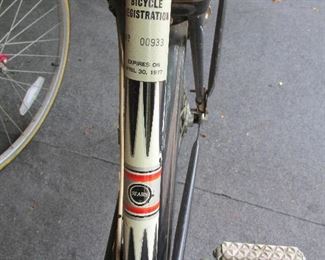 BICYCLE
REGISTRATION
00933
EXPIRES ON
APRIL 30, 1977
SEARS